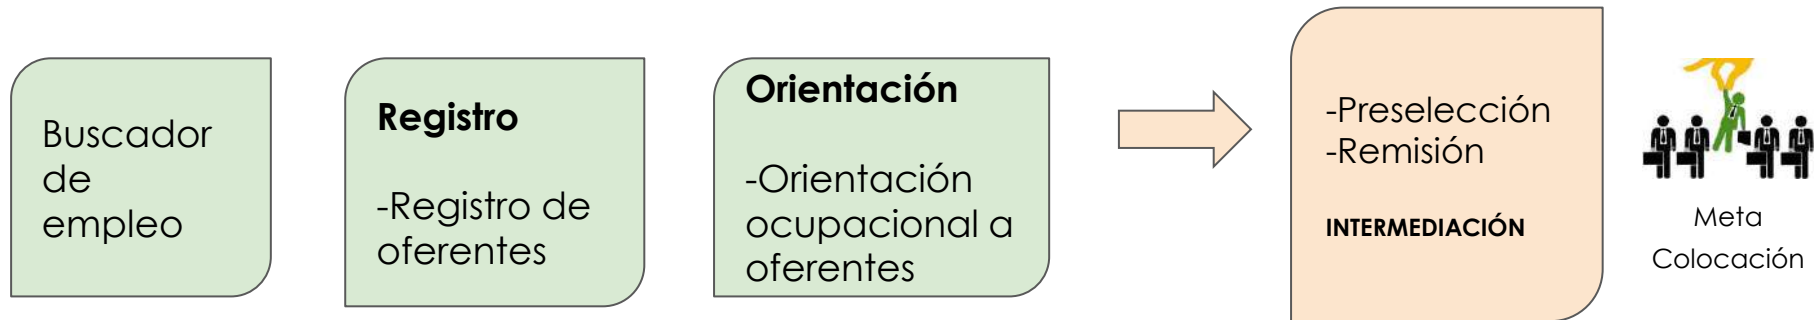 Buscador
de
empleo
Registro
-Registro de
oferentes
Orientación
-Orientación
ocupacional a
oferentes
-Preselección
-Remisión
INTERMEDIACIÓN
Meta
Colocación